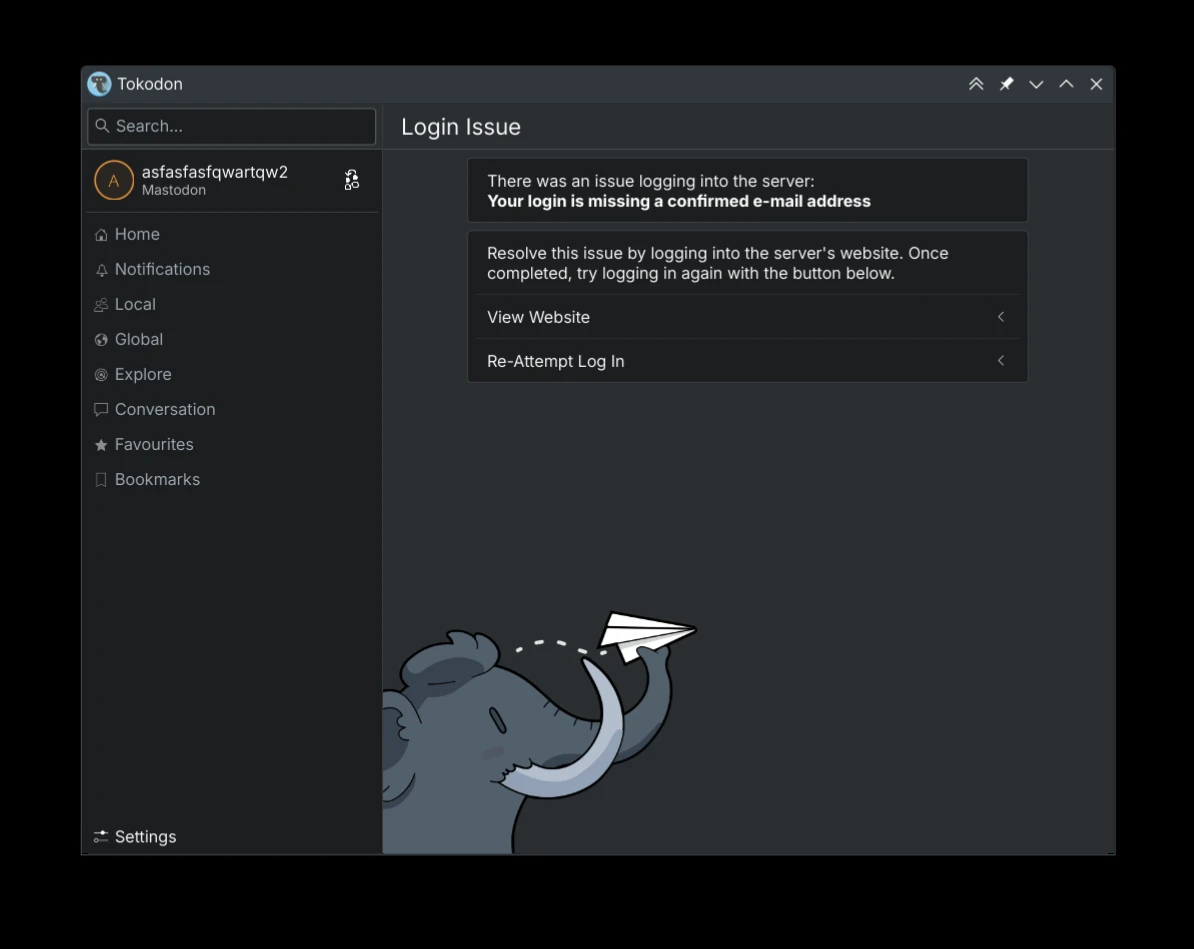 Tokodon
Search...
Login Issue
A
asfasfasfqwartqw2
Mastodon
Home
Notifications
Local
Global
Explore
Conversation
Favourites
Bookmarks
Settings
There was an issue logging into the server:
Your login is missing a confirmed e-mail address
Resolve this issue by logging into the server's website. Once
completed, try logging in again with the button below.
View Website
Re-Attempt Log In